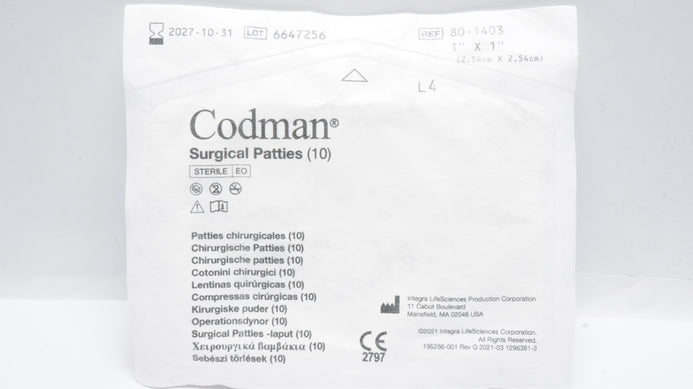 2027-10-31 LOT 6647256 REF 80-1403
1" X 1"
(2.54cm X 2.54cm)
L4
Codman®
Surgical Patties (10)
STERILE EO
Patties chirurgicales (10)
Chirurgische Patties (10)
Chirurgische patties (10)
Cotonini chirurgici (10)
Lentinas quirúrgicas (10)
Compressas cirúrgicas (10)
Kirurgiske puder (10)
Operationsdynor (10)
Surgical Patties -laput (10)
Χειρουργικά βαμβάκια (10)
Sebészi törlések (10)
CE
2797
Integra LifeSciences Production Corporation
11 Cabot Boulevard
Mansfield, MA 02048 USA
©2021 Integra LifeSciences Corporation.
All Rights Reserved.
195286-001 Rev G 2021-03 1296381-3